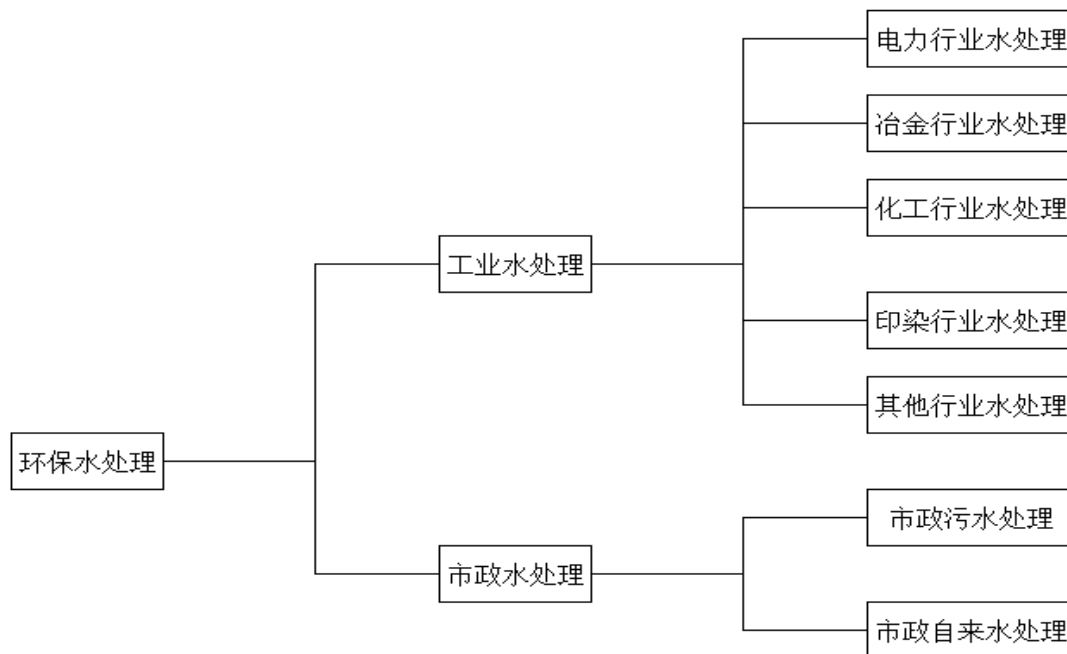 电力行业水处理
冶金行业水处理
化工行业水处理
工业水处理
印染行业水处理
其他行业水处理
环保水处理
市政污水处理
市政水处理
市政自来水处理